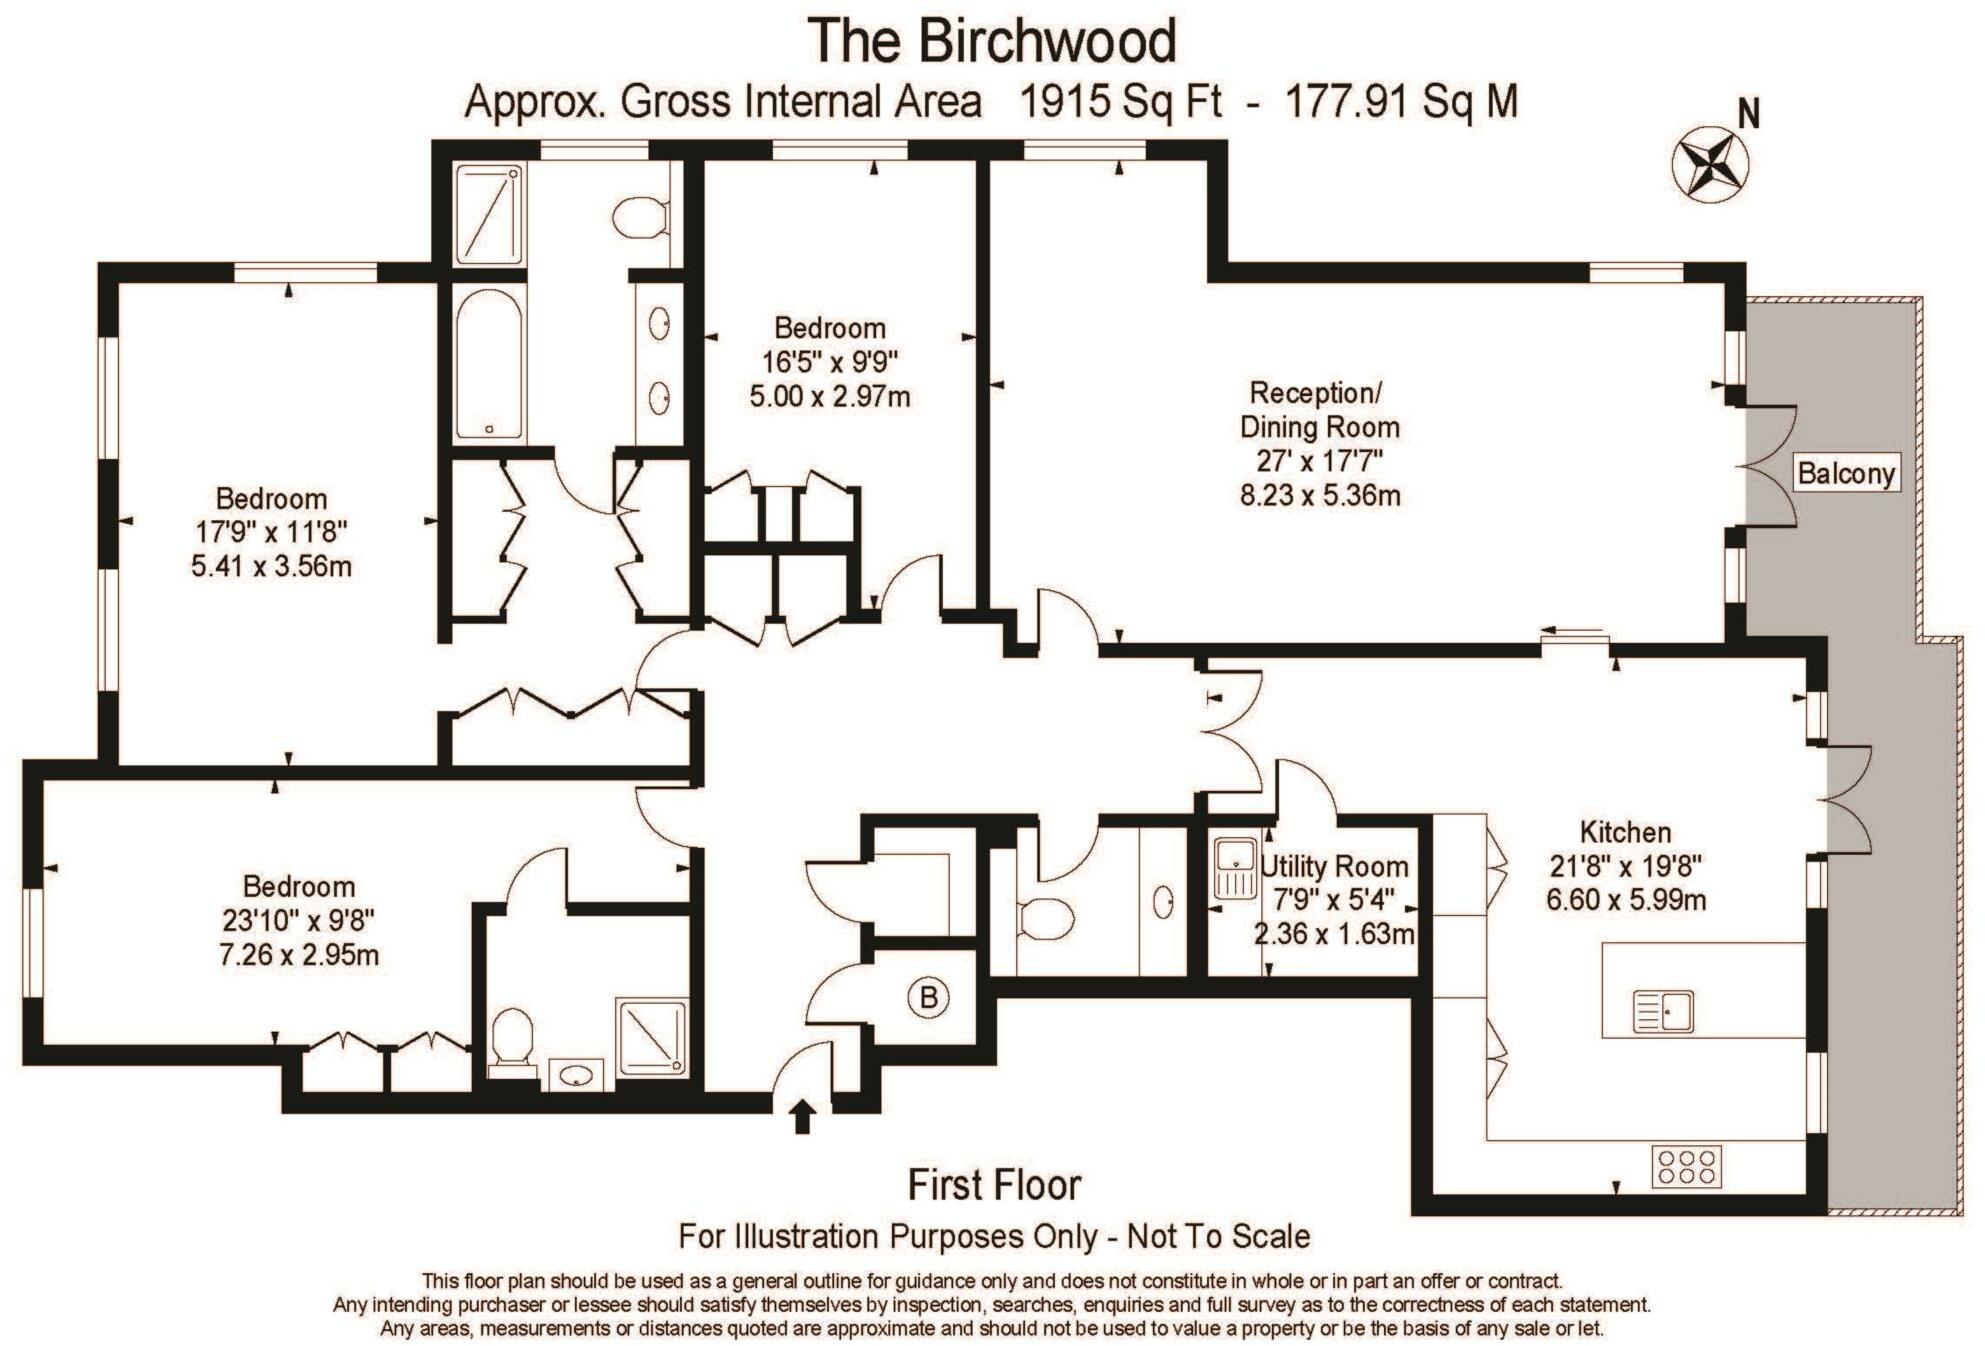 The Birchwood
Approx. Gross Internal Area 1915 Sq Ft - 177.91 Sq M
N
Bedroom
16'5" x 9'9"
5.00 x 2.97m
Reception/
Dining Room
27' x 17'7"
8.23 x 5.36m
Balcony
Bedroom
17'9" x 11'8"
5.41 x 3.56m
Kitchen
21'8" x 19'8"
6.60 x 5.99m
Utility Room
7'9" x 5'4"
2.36 x 1.63m
Bedroom
23'10" x 9'8"
7.26 x 2.95m
B
First Floor
For Illustration Purposes Only - Not To Scale
This floor plan should be used as a general outline for guidance only and does not constitute in whole or in part an offer or contract.
Any intending purchaser or lessee should satisfy themselves by inspection, searches, enquiries and full survey as to the correctness of each statement.
Any areas, measurements or distances quoted are approximate and should not be used to value a property or be the basis of any sale or let.